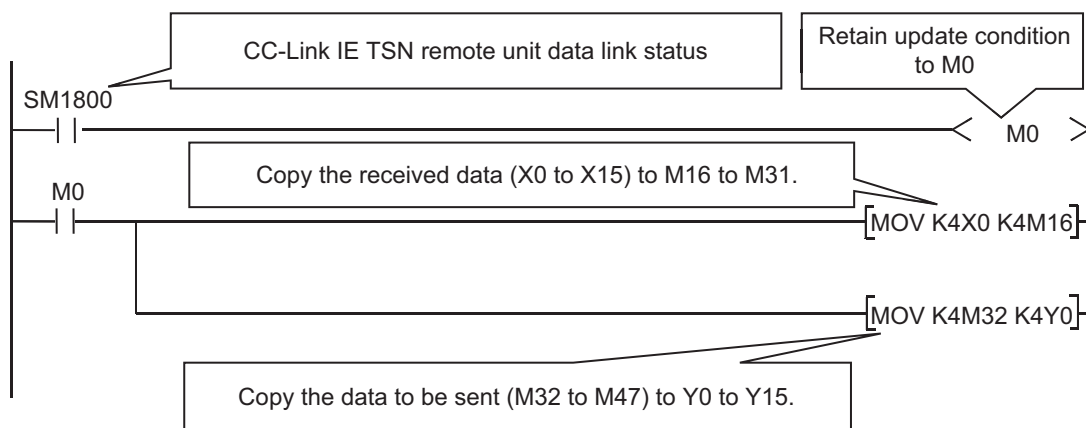 CC-Link IE TSN remote unit data link status
Retain update condition
to M0
SM1800
M0
Copy the received data (X0 to X15) to M16 to M31.
M0
MOV K4X0 K4M16
MOV K4M32 K4Y0
Copy the data to be sent (M32 to M47) to Y0 to Y15.